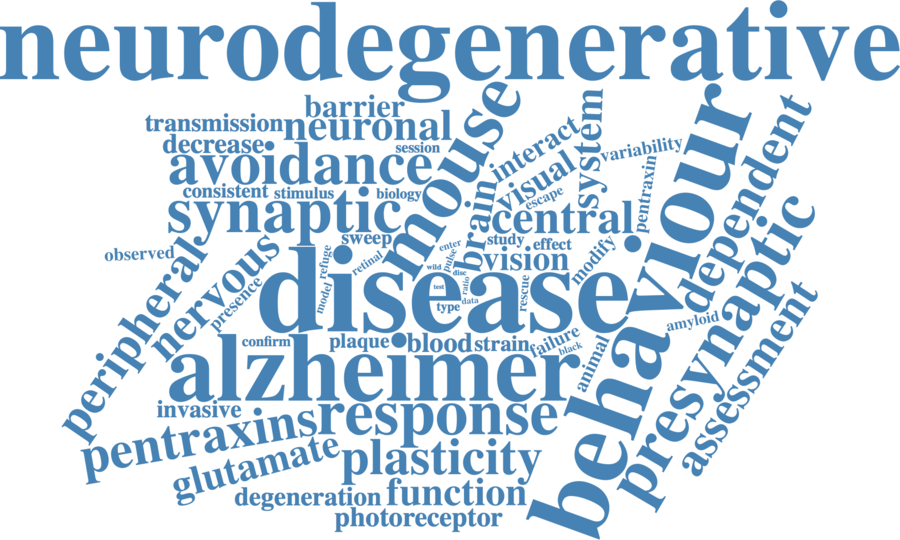 neurodegenerative
barrier
transmission
neuronal
decrease
session
avoidance
mouse
interact
system
variability
behaviour
dependent
consistent
stimulus
biology
synaptic
brain
visual
escape
pentraxin
central
sweep
observed
enter
study
effect
pulse
vision
modify
peripheral
nervous
presence
refuge
retinal
model
disease
wild
disc
test
ratio
data
type
rescue
presynaptic
amyloid
assessment
confirm
plaque
blood
strain
failure
black
animal
alzheimer
invasive
response
pentraxins
plasticity
glutamate
degeneration
function
photoreceptor